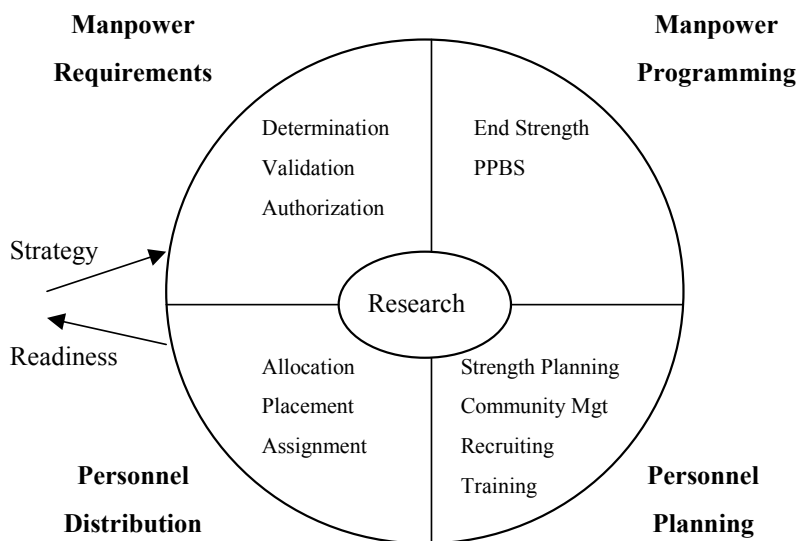 Manpower
Requirements
Manpower
Programming
Determination
Validation
Authorization
End Strength
PPBS
Strategy
Research
Readiness
Allocation
Placement
Assignment
Strength Planning
Community Mgt
Recruiting
Training
Personnel
Distribution
Personnel
Planning